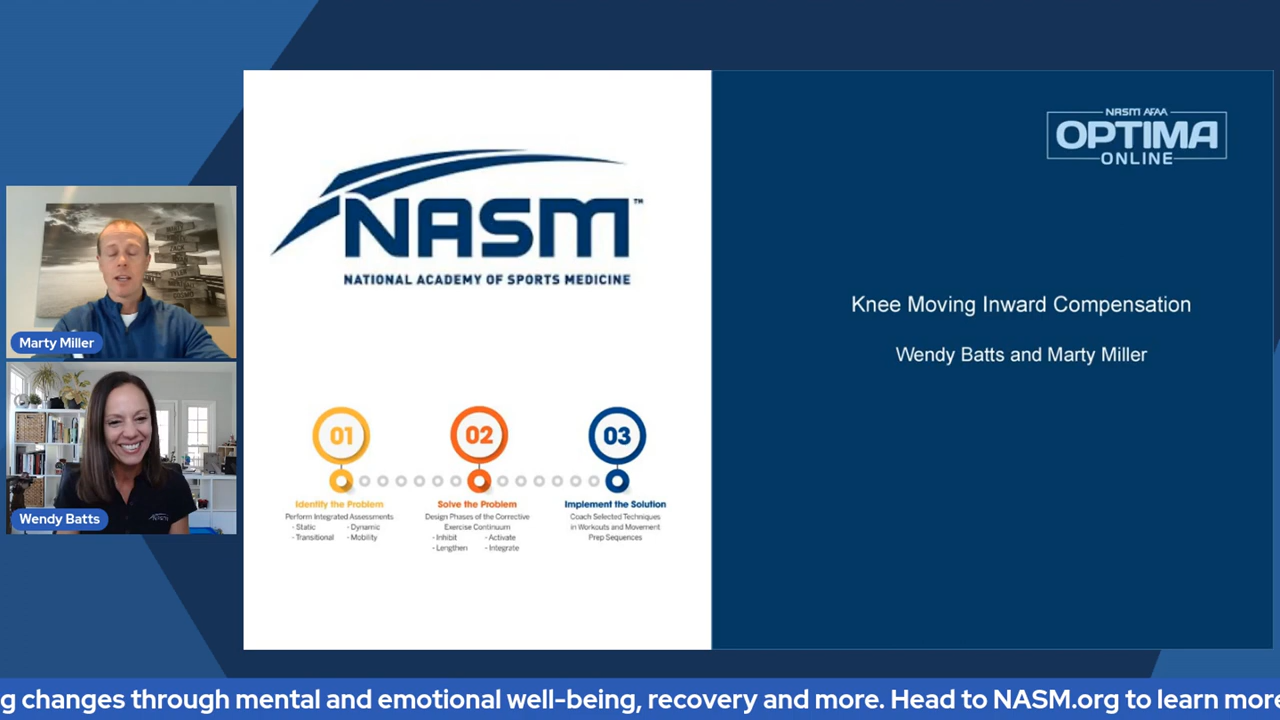 Marty Miller
Wendy Batts
NASM™
NATIONAL ACADEMY OF SPORTS MEDICINE
01
02
03
Identify the Problem
Perform Integrated Assessments
- Static - Dynamic
- Transitional - Mobility
Solve the Problem
Design Phases of the Corrective
Exercise Continuum
- Inhibit - Activate
- Lengthen - Integrate
Implement the Solution
Coach Selected Techniques
in Workouts and Movement
Prep Sequences
NASM AFAA
OPTIMA
ONLINE
Knee Moving Inward Compensation
Wendy Batts and Marty Miller
g changes through mental and emotional well-being, recovery and more. Head to NASM.org to learn more